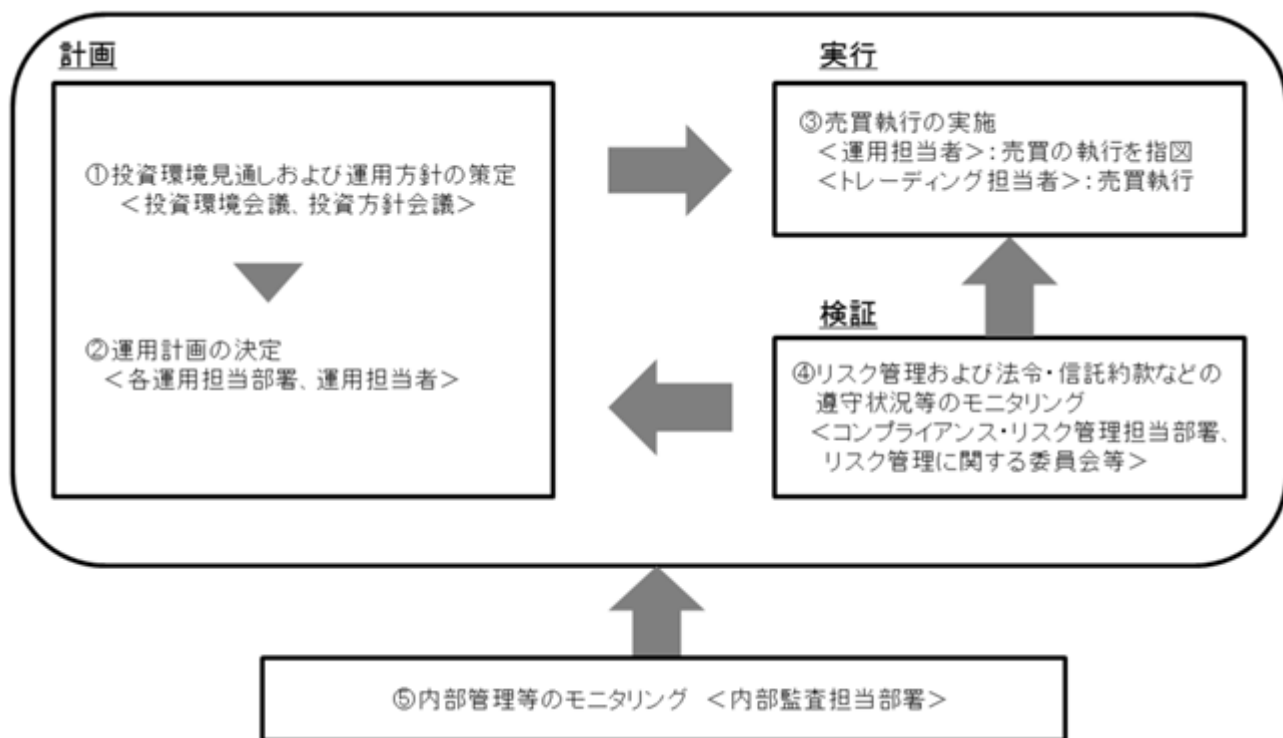 計画
①投資環境見通しおよび運用方針の策定
＜投資環境会議、投資方針会議＞
②運用計画の決定
＜各運用担当部署、運用担当者＞
実行
③売買執行の実施
＜運用担当者＞：売買の執行を指図
＜トレーディング担当者＞：売買執行
検証
④リスク管理および法令・信託約款などの
遵守状況等のモニタリング
＜コンプライアンス・リスク管理担当部署、
リスク管理に関する委員会等＞
⑤内部管理等のモニタリング ＜内部監査担当部署＞